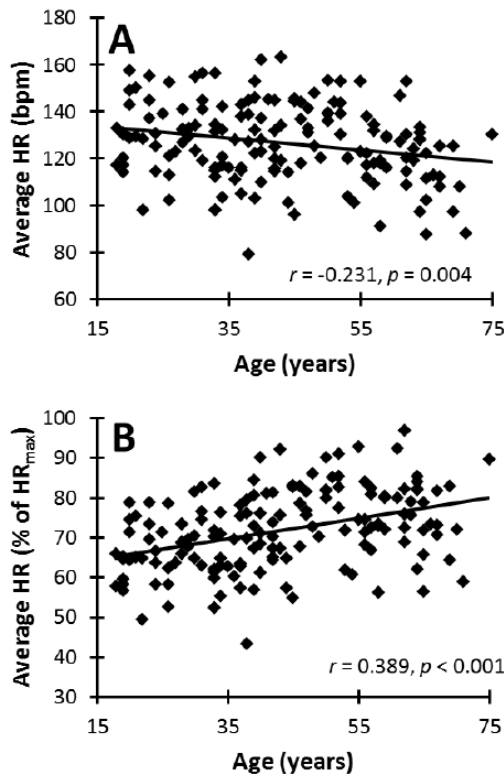 A
180
160
140
120
100
80
60
Average HR (bpm)
r = -0.231, p = 0.004
15 35 55 75
Age (years)
B
100
90
80
70
60
50
40
30
Average HR (% of HRmax)
r = 0.389, p < 0.001
15 35 55 75
Age (years)